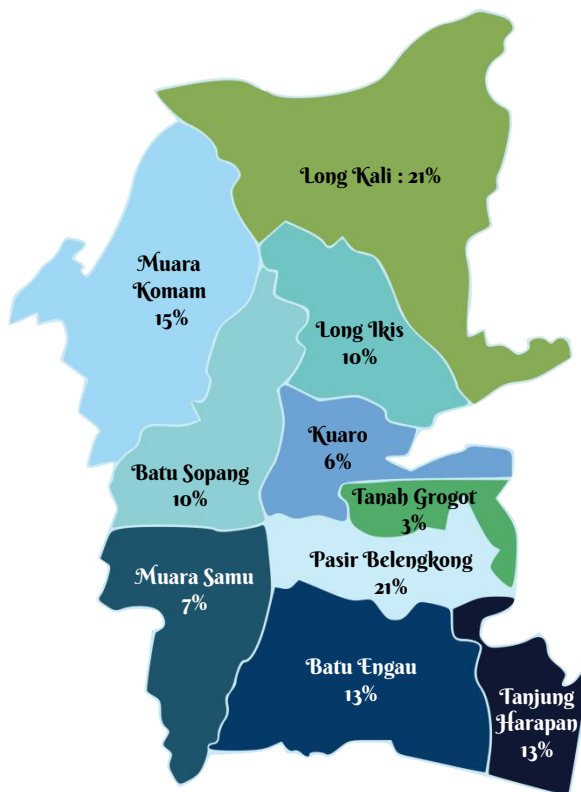 Long Kali : 21%
Muara
Komam
15%
Long Ikis
10%
Kuaro
6%
Batu Sopang
10%
Tanah Grogot
3%
Pasir Belengkong
21%
Muara Samu
7%
Batu Engau
13%
Tanjung
Harapan
13%